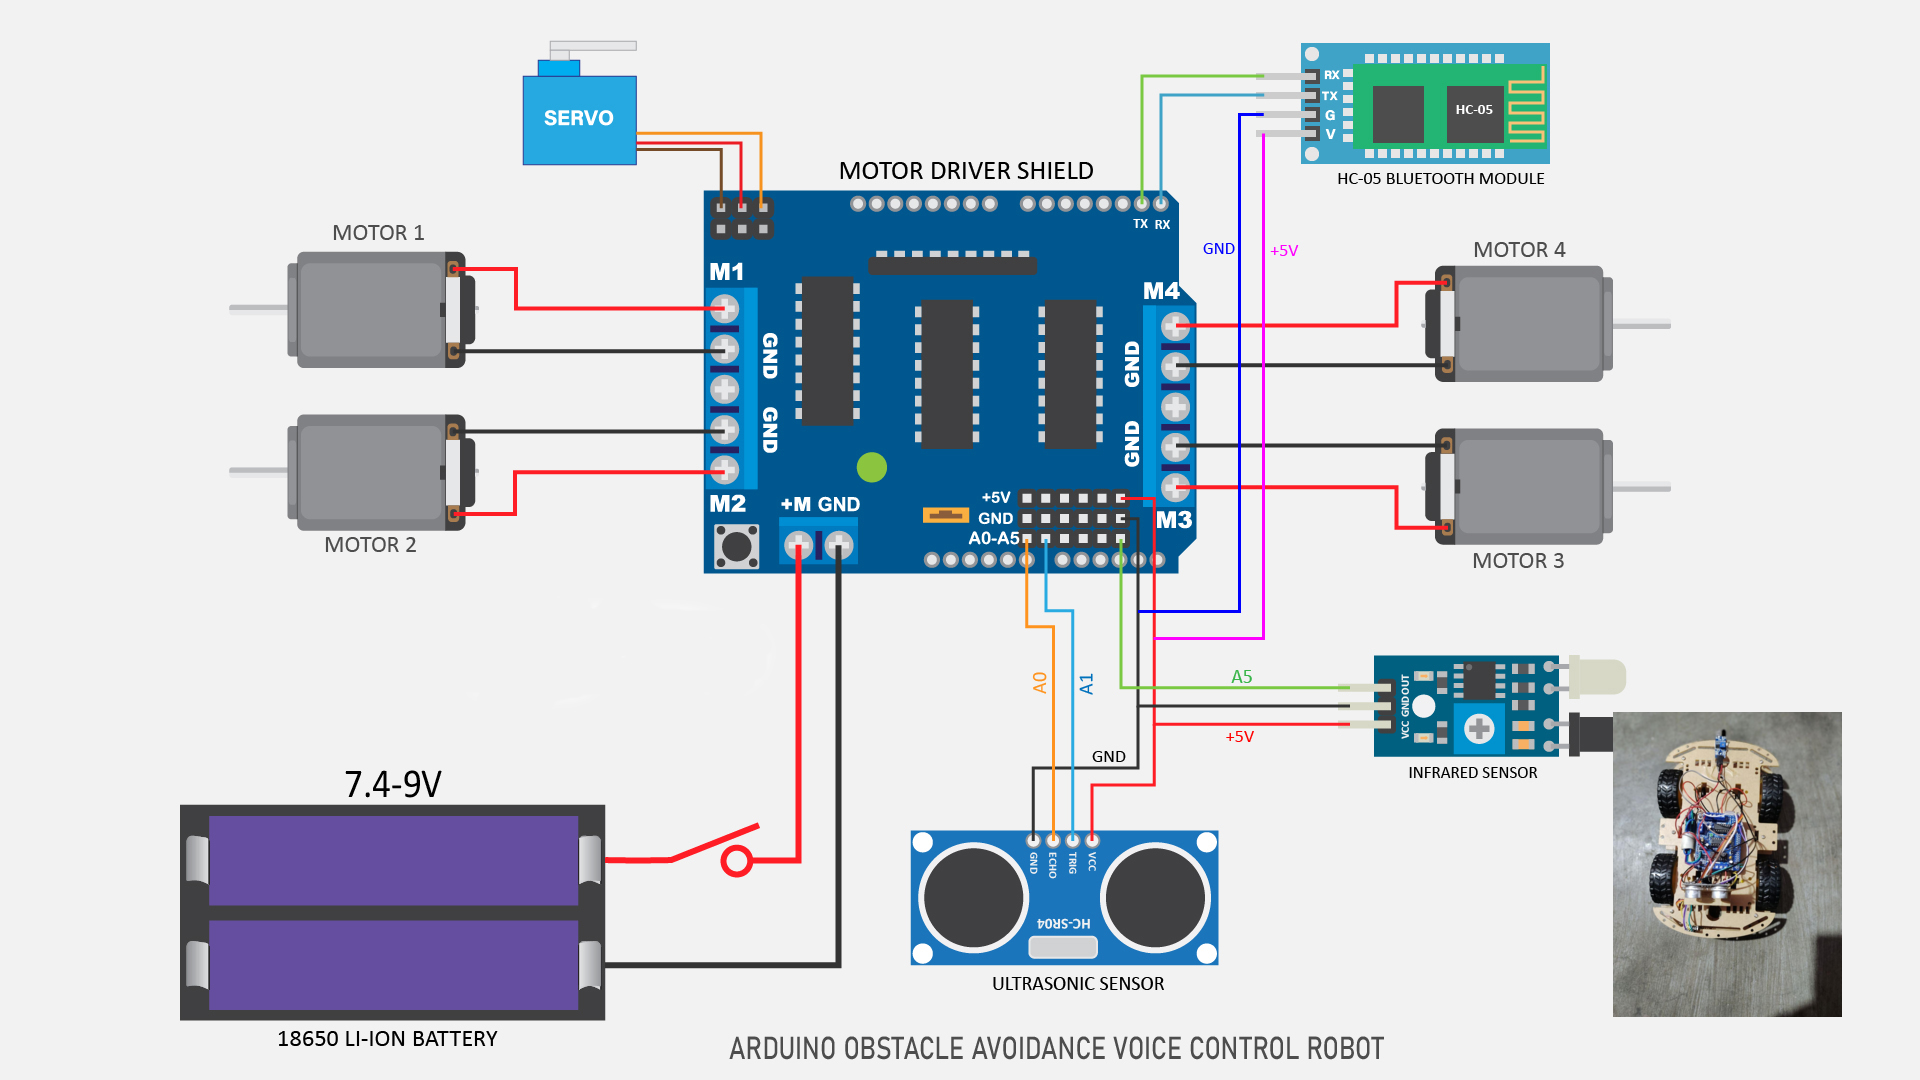 SERVO
MOTOR DRIVER SHIELD
RX
TX
G
V
HC-05
HC-05 BLUETOOTH MODULE
TX RX
MOTOR 1
GND
+5V
MOTOR 4
M1
M4
GND
GND
GND
GND
M2
+M GND
+5V
GND
A0-A5
M3
MOTOR 2
MOTOR 3
A0
A1
A5
+5V
GND
VCC GND OUT
INFRARED SENSOR
7.4-9V
GND
ECHO
TRIG
VCC
HC-SR04
ULTRASONIC SENSOR
18650 LI-ION BATTERY
ARDUINO OBSTACLE AVOIDANCE VOICE CONTROL ROBOT